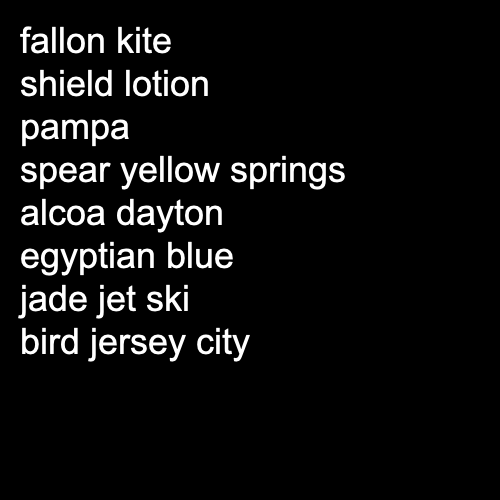 fallon kite
shield lotion
pampa
spear yellow springs
alcoa dayton
egyptian blue
jade jet ski
bird jersey city